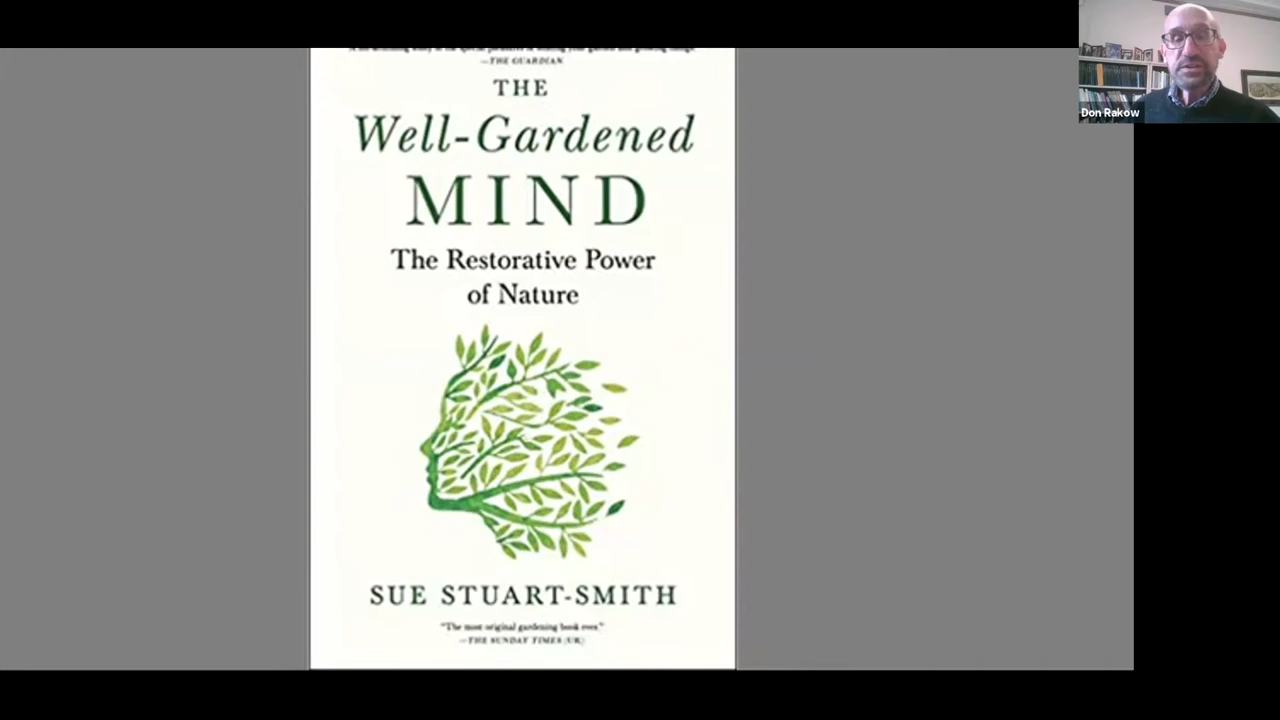 —THE GUARDIAN
THE
Well-Gardened
MIND
The Restorative Power
of Nature
SUE STUART-SMITH
"The most original gardening book ever."
—THE SUNDAY TIMES (UK)
Don Rakow